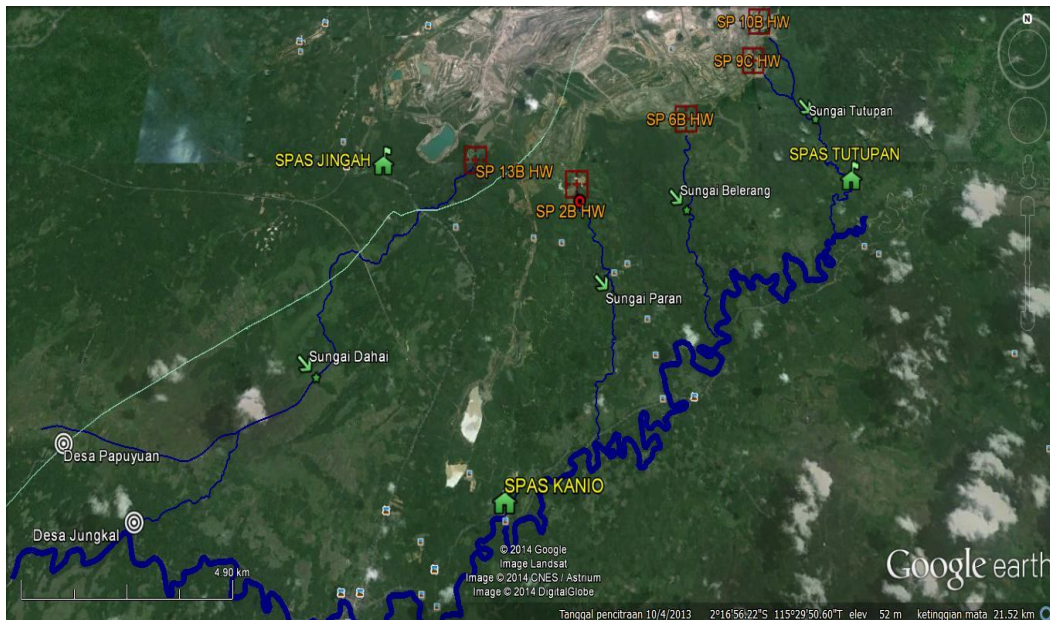 SP 10B HW
SP 9C HW
Sungai Tutupan
SP 6B HW
SPAS TUTUPAN
SPAS JINGAH
SP 13B HW
Sungai Belerang
SP 2B HW
Sungai Paran
Sungai Dahai
Desa Papuyuan
SPAS KANIO
Desa Jungkal
4.90 km
© 2014 Google
Image Landsat
Image © 2014 CNES / Astrium
Image © 2014 DigitalGlobe
Google earth
N
Tanggal pencitraan 10/4/2013 2°16'56.22"S 115°29'50.60"T elev 52 m ketinggian mata 21.52 km